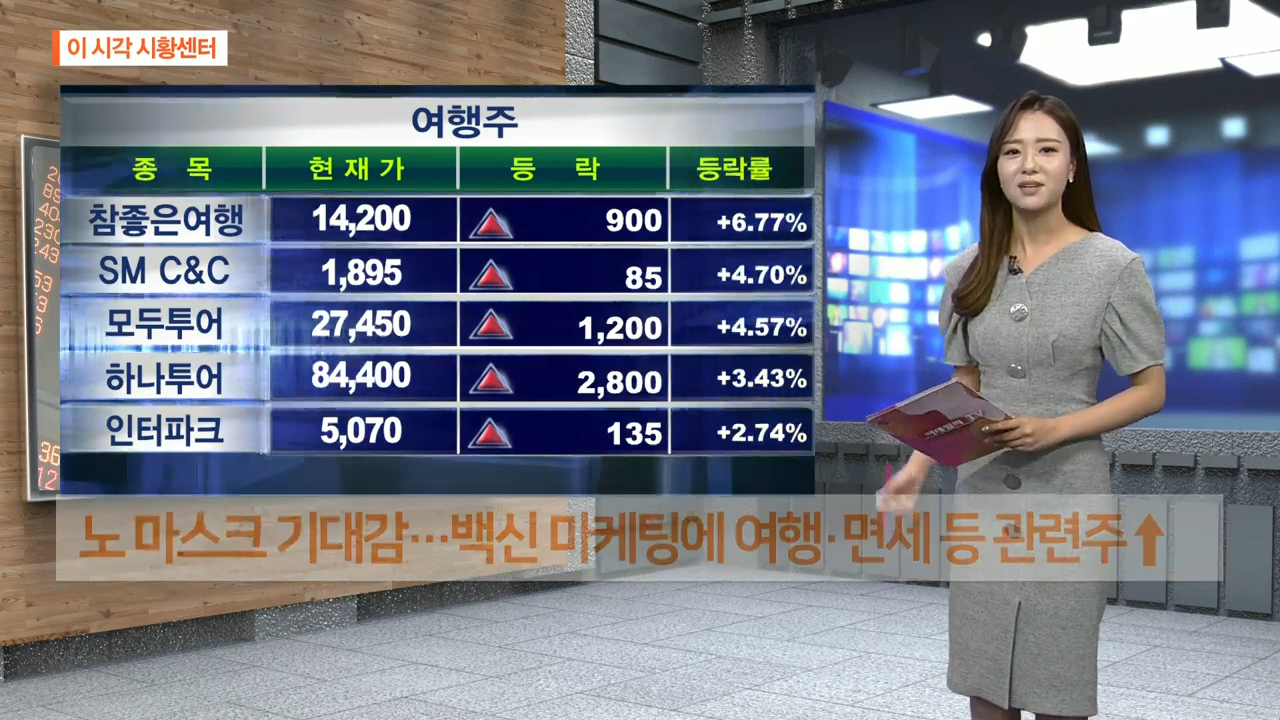 이 시각 시황센터
여행주
종 목 현 재 가 등 락 등락률
참좋은여행 14,200 ▲ 900 +6.77%
SM C&C 1,895 ▲ 85 +4.70%
모두투어 27,450 ▲ 1,200 +4.57%
하나투어 84,400 ▲ 2,800 +3.43%
인터파크 5,070 ▲ 135 +2.74%
노 마스크 기대감…백신 마케팅에 여행·면세 등 관련주⬆